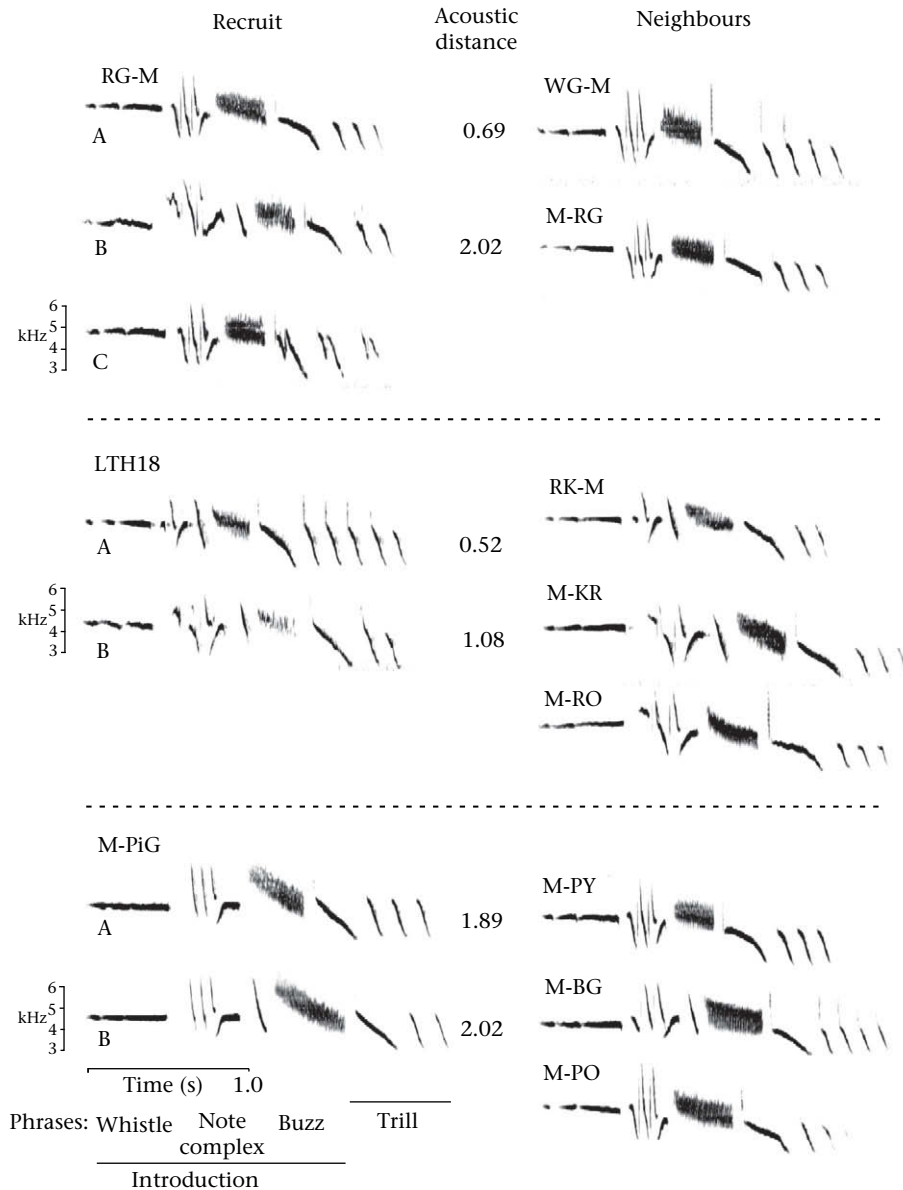 Recruit
Acoustic
distance
Neighbours
RG-M
WG-M
A
0.69
M-RG
B
2.02
6
5
kHz
4
3
C
LTH18
RK-M
A
0.52
M-KR
6
5
kHz
4
3
B
1.08
M-RO
M-PiG
M-PY
A
1.89
M-BG
6
5
kHz
4
3
B
2.02
M-PO
Time (s) 1.0
Phrases: Whistle Note complex Buzz Trill
Introduction